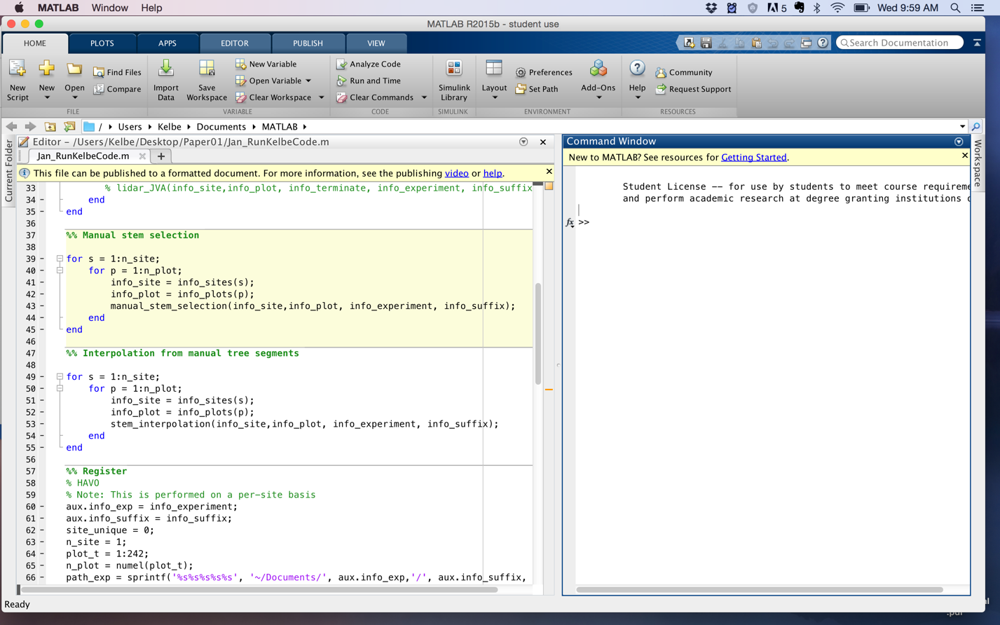 MATLAB Window Help
5 Wed 9:59 AM
MATLAB R2015b - student use
HOME PLOTS APPS EDITOR PUBLISH VIEW
Search Documentation
New Script
New
Open
Find Files
Compare
FILE
Import Data
Save Workspace
New Variable
Open Variable
Clear Workspace
VARIABLE
Analyze Code
Run and Time
Clear Commands
CODE
Simulink Library
SIMULINK
Layout
Preferences
Set Path
Add-Ons
ENVIRONMENT
Help
Community
Request Support
RESOURCES
/ Users Kelbe Documents MATLAB
Current Folder
Editor – /Users/Kelbe/Desktop/Paper01/Jan_RunKelbeCode.m
Jan_RunKelbeCode.m
This file can be published to a formatted document. For more information, see the publishing video or help.
33 % lidar_JVA(info_site,info_plot, info_terminate, info_experiment, info_suffix
34 – end
35 – end
36
37 %% Manual stem selection
38
39 – for s = 1:n_site;
40 – for p = 1:n_plot;
41 – info_site = info_sites(s);
42 – info_plot = info_plots(p);
43 – manual_stem_selection(info_site,info_plot, info_experiment, info_suffix);
44 – end
45 – end
46
47 %% Interpolation from manual tree segments
48
49 – for s = 1:n_site;
50 – for p = 1:n_plot;
51 – info_site = info_sites(s);
52 – info_plot = info_plots(p);
53 – stem_interpolation(info_site,info_plot, info_experiment, info_suffix);
54 – end
55 – end
56
57 %% Register
58 % HAVO
59 % Note: This is performed on a per-site basis
60 – aux.info_exp = info_experiment;
61 – aux.info_suffix = info_suffix;
62 – site_unique = 0;
63 – n_site = 1;
64 – plot_t = 1:242;
65 – n_plot = numel(plot_t);
66 – path_exp = sprintf('%s%s%s%s%s', '~/Documents/', aux.info_exp,'/', aux.info_suffix,
Command Window
New to MATLAB? See resources for Getting Started.
Student License -- for use by students to meet course requireme
and perform academic research at degree granting institutions
fx >>
Workspace
Ready
.pdf